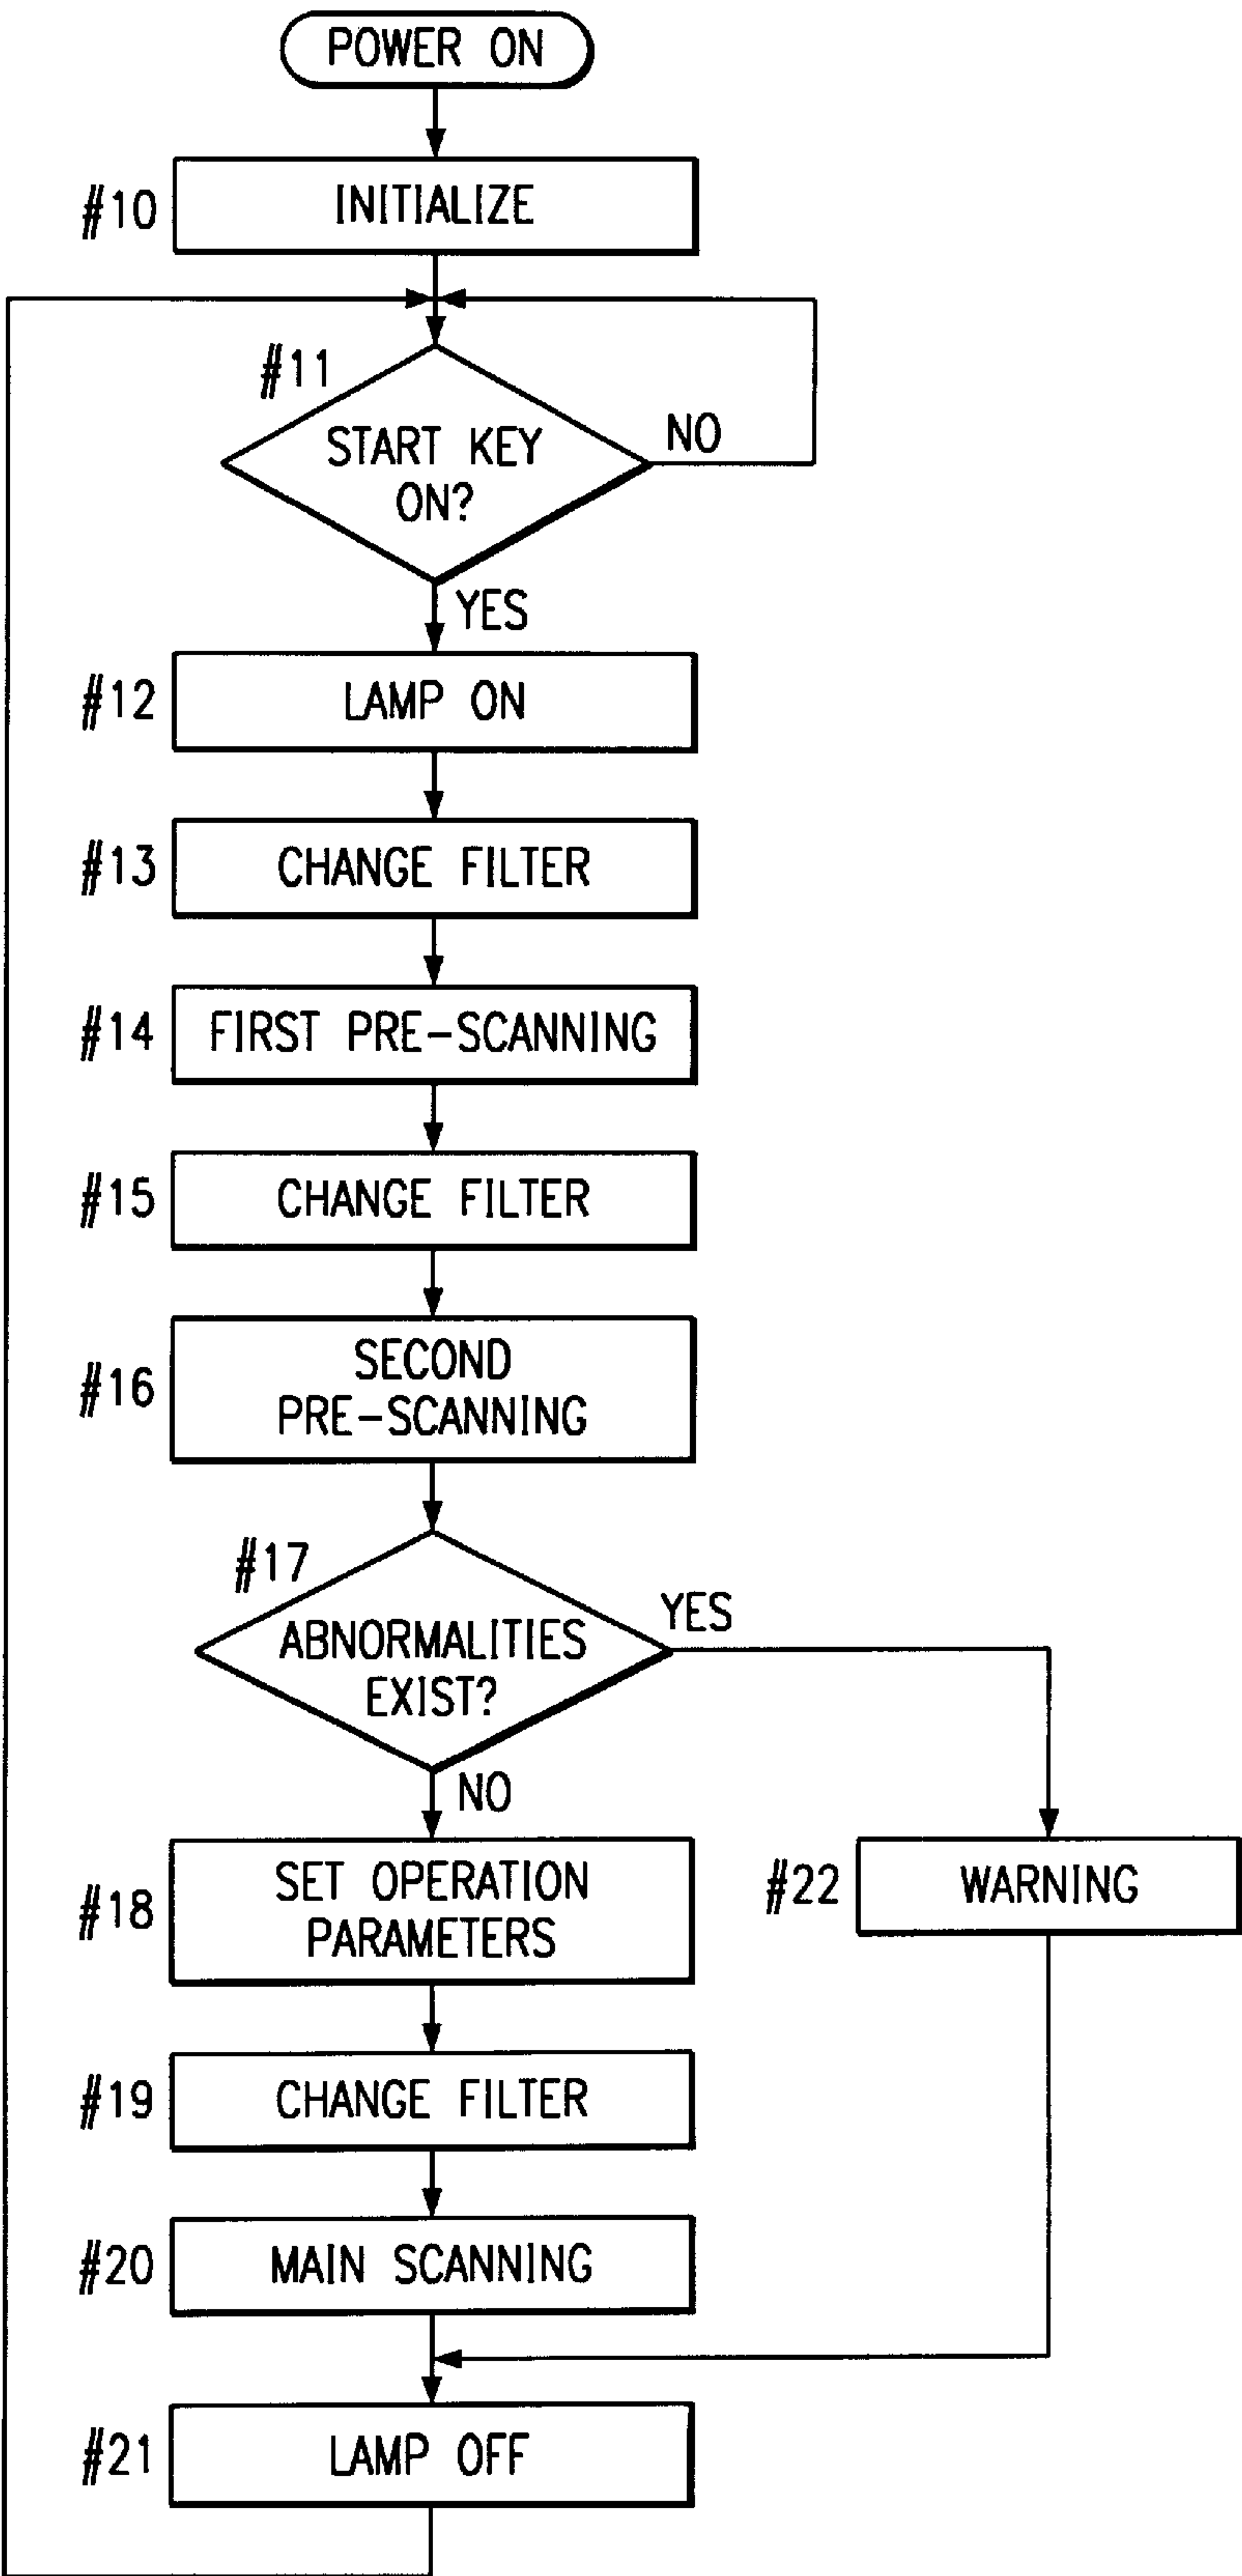 POWER ON
#10
INITIALIZE
#11
START KEY
ON?
NO
YES
#12
LAMP ON
#13
CHANGE FILTER
#14
FIRST PRE-SCANNING
#15
CHANGE FILTER
#16
SECOND
PRE-SCANNING
#17
ABNORMALITIES
EXIST?
YES
NO
#18
SET OPERATION
PARAMETERS
#22
WARNING
#19
CHANGE FILTER
#20
MAIN SCANNING
#21
LAMP OFF